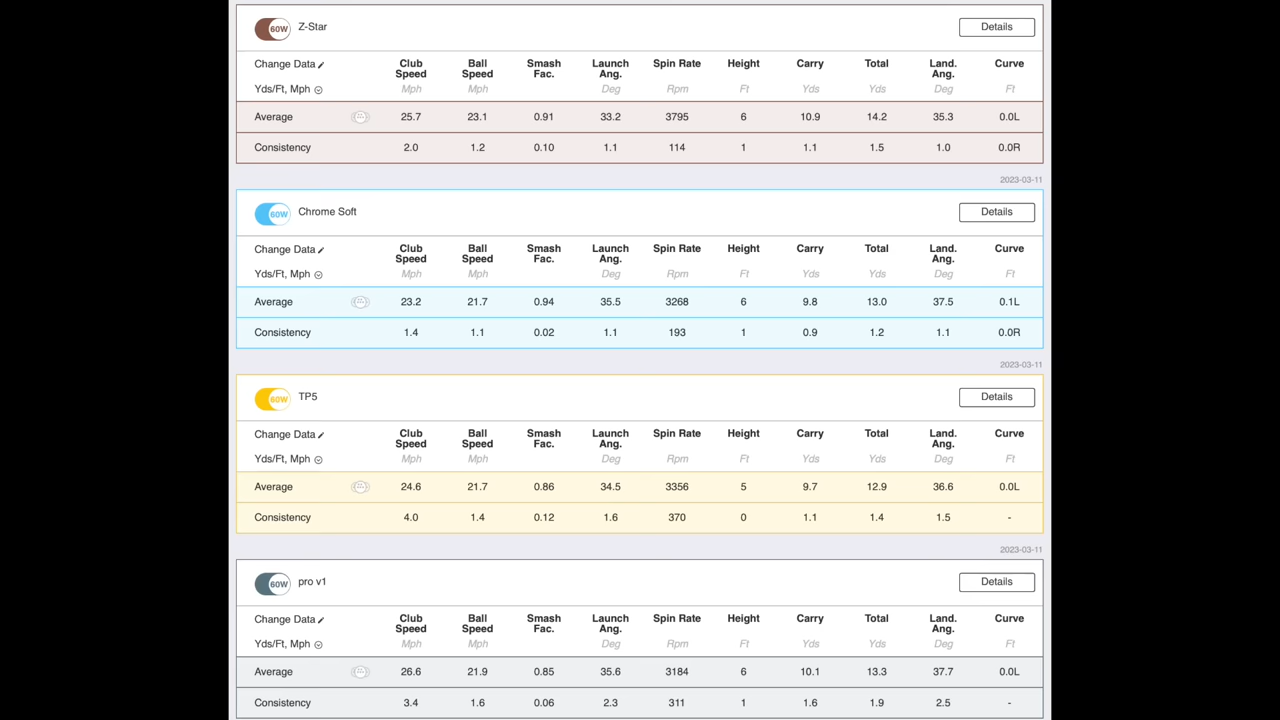 60W Z-Star Details
Change Data Club Speed Ball Speed Smash Fac. Launch Ang. Spin Rate Height Carry Total Land. Ang. Curve
Yds/Ft, Mph Mph Mph Deg Rpm Ft Yds Yds Deg Ft
Average 25.7 23.1 0.91 33.2 3795 6 10.9 14.2 35.3 0.0L
Consistency 2.0 1.2 0.10 1.1 114 1 1.1 1.5 1.0 0.0R
2023-03-11
60W Chrome Soft Details
Change Data Club Speed Ball Speed Smash Fac. Launch Ang. Spin Rate Height Carry Total Land. Ang. Curve
Yds/Ft, Mph Mph Mph Deg Rpm Ft Yds Yds Deg Ft
Average 23.2 21.7 0.94 35.5 3268 6 9.8 13.0 37.5 0.1L
Consistency 1.4 1.1 0.02 1.1 193 1 0.9 1.2 1.1 0.0R
2023-03-11
60W TP5 Details
Change Data Club Speed Ball Speed Smash Fac. Launch Ang. Spin Rate Height Carry Total Land. Ang. Curve
Yds/Ft, Mph Mph Mph Deg Rpm Ft Yds Yds Deg Ft
Average 24.6 21.7 0.86 34.5 3356 5 9.7 12.9 36.6 0.0L
Consistency 4.0 1.4 0.12 1.6 370 0 1.1 1.4 1.5 -
2023-03-11
60W pro v1 Details
Change Data Club Speed Ball Speed Smash Fac. Launch Ang. Spin Rate Height Carry Total Land. Ang. Curve
Yds/Ft, Mph Mph Mph Deg Rpm Ft Yds Yds Deg Ft
Average 26.6 21.9 0.85 35.6 3184 6 10.1 13.3 37.7 0.0L
Consistency 3.4 1.6 0.06 2.3 311 1 1.6 1.9 2.5 -